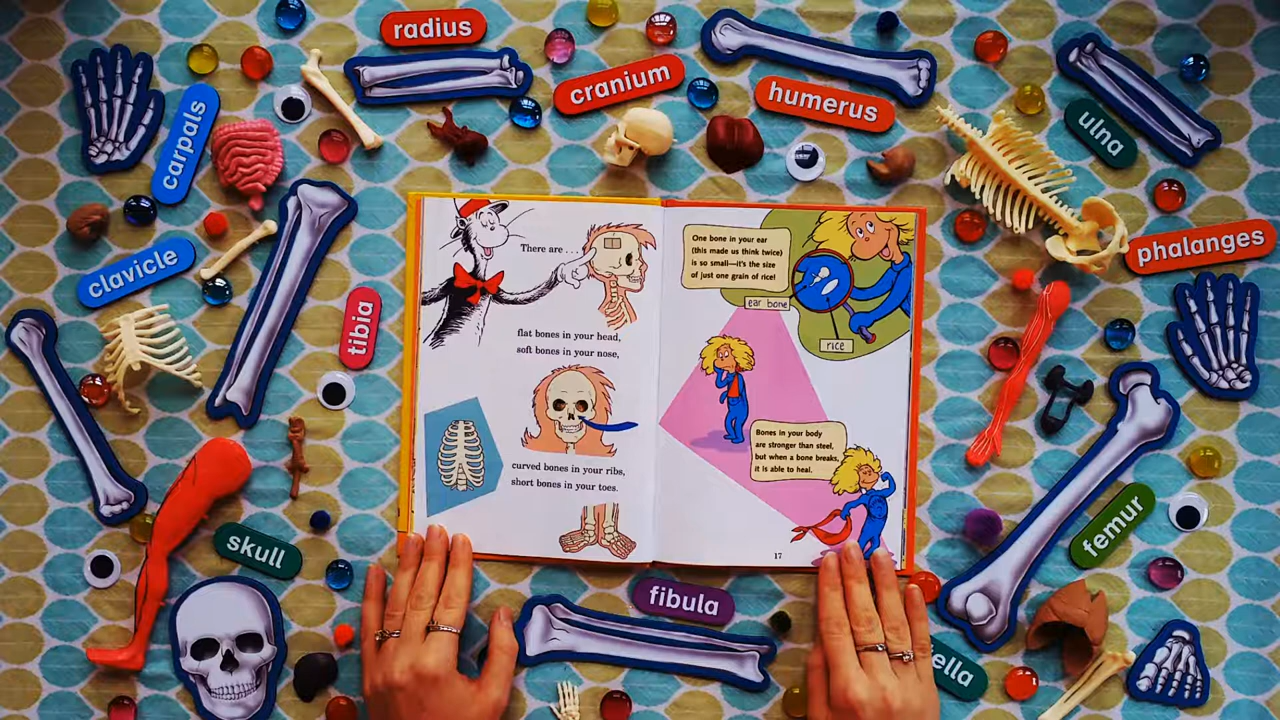 radius
cranium
humerus
ulna
carpals
clavicle
tibia
phalanges
There are . . .
flat bones in your head,
soft bones in your nose,
curved bones in your ribs,
short bones in your toes.
One bone in your ear
(this made us think twice)
is so small—it's the size
of just one grain of rice!
ear bone
rice
Bones in your body
are stronger than steel,
but when a bone breaks,
it is able to heal.
17
skull
fibula
femur
ella